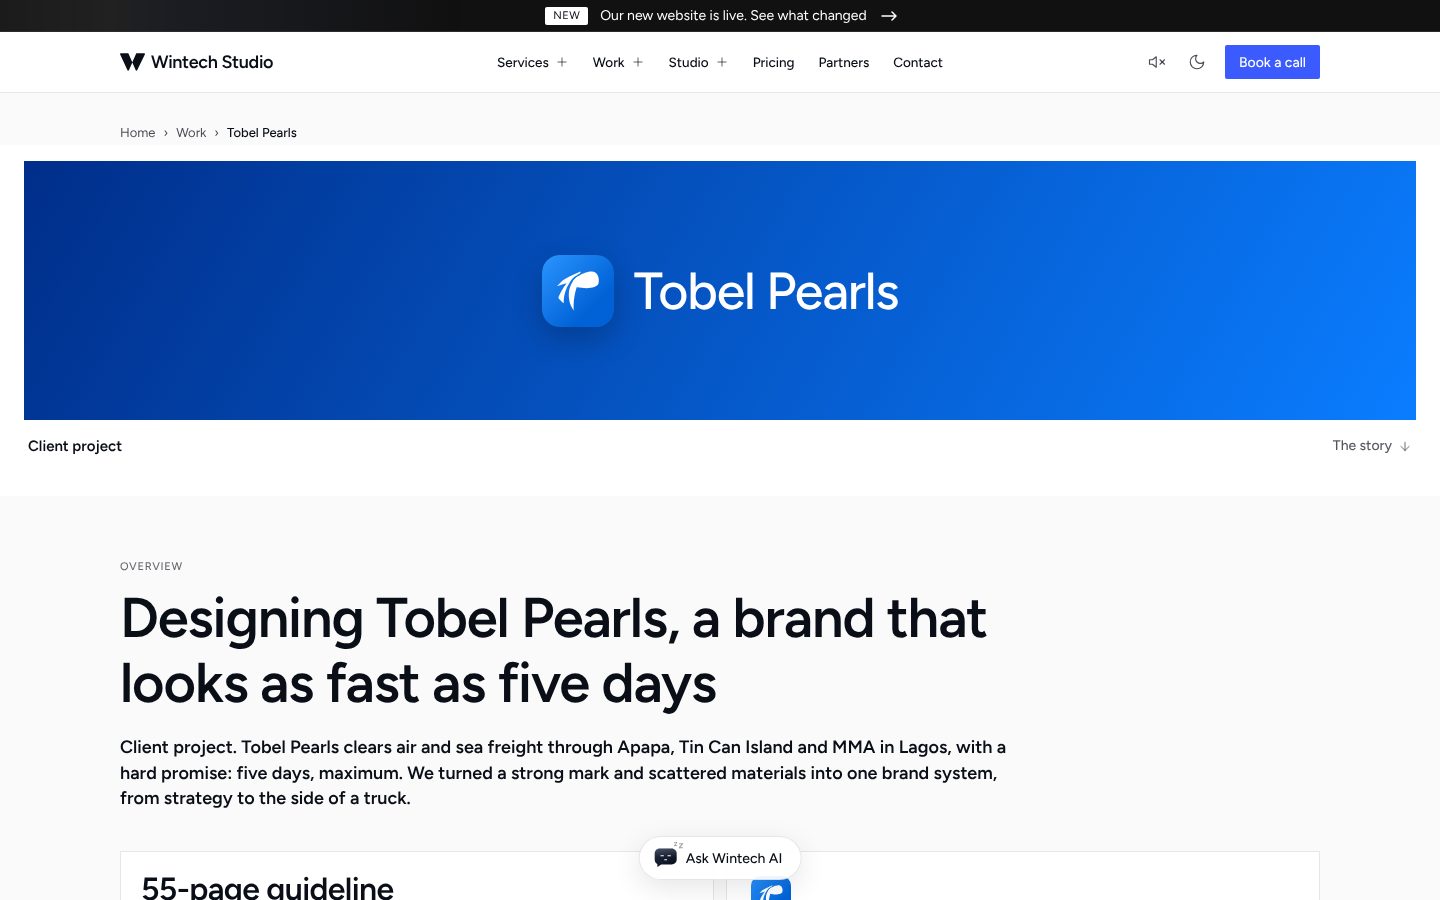 NEW Our new website is live. See what changed →
Wintech Studio Services + Work + Studio + Pricing Partners Contact Book a call
Home › Work › Tobel Pearls
Tobel Pearls
Client project The story ↓
OVERVIEW
Designing Tobel Pearls, a brand that
looks as fast as five days
Client project. Tobel Pearls clears air and sea freight through Apapa, Tin Can Island and MMA in Lagos, with a
hard promise: five days, maximum. We turned a strong mark and scattered materials into one brand system,
from strategy to the side of a truck.
z z
Ask Wintech AI
55-page guideline